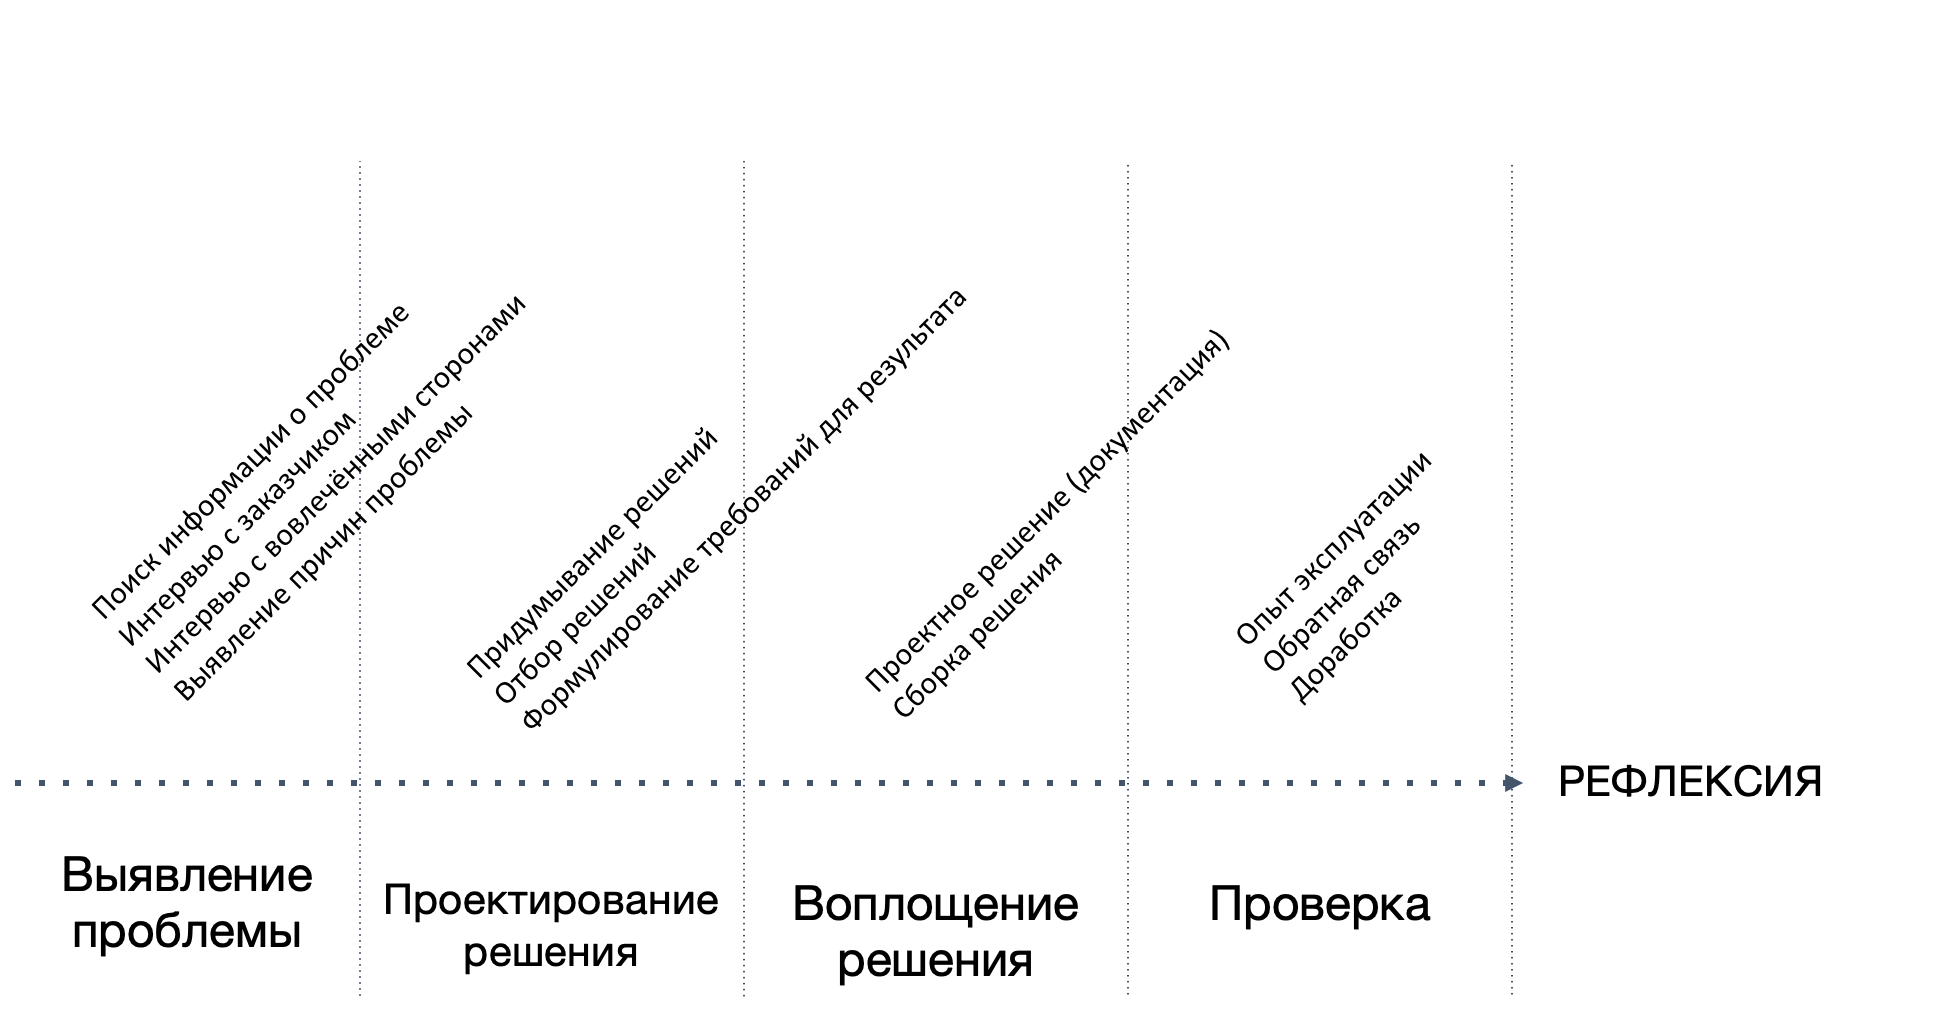 Поиск информации о проблеме
Интервью с заказчиком
Интервью с вовлечёнными сторонами
Выявление причин проблемы
Придумывание решений
Отбор решений
Формулирование требований для результата
Проектное решение (документация)
Сборка решения
Опыт эксплуатации
Обратная связь
Доработка
РЕФЛЕКСИЯ
Выявление
проблемы
Проектирование
решения
Воплощение
решения
Проверка